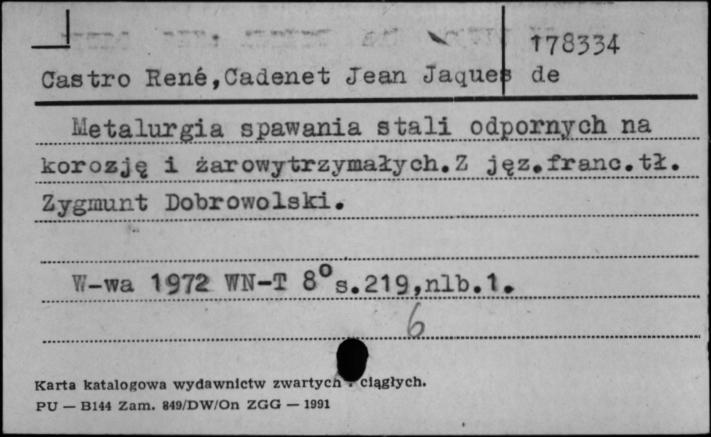 178334
Castro René,Cadenet Jean Jaques de
Metalurgia spawania stali odpornych na
korozję i żarowytrzymałych.Z jęz.franc.tł.
Zygmunt Dobrowolski.
W-wa 1972 WN-T 8° s.219,nlb.1.
6
Karta katalogowa wydawnictw zwartych ciągłych.
PU — B144 Zam. 849/DW/On ZGG — 1991